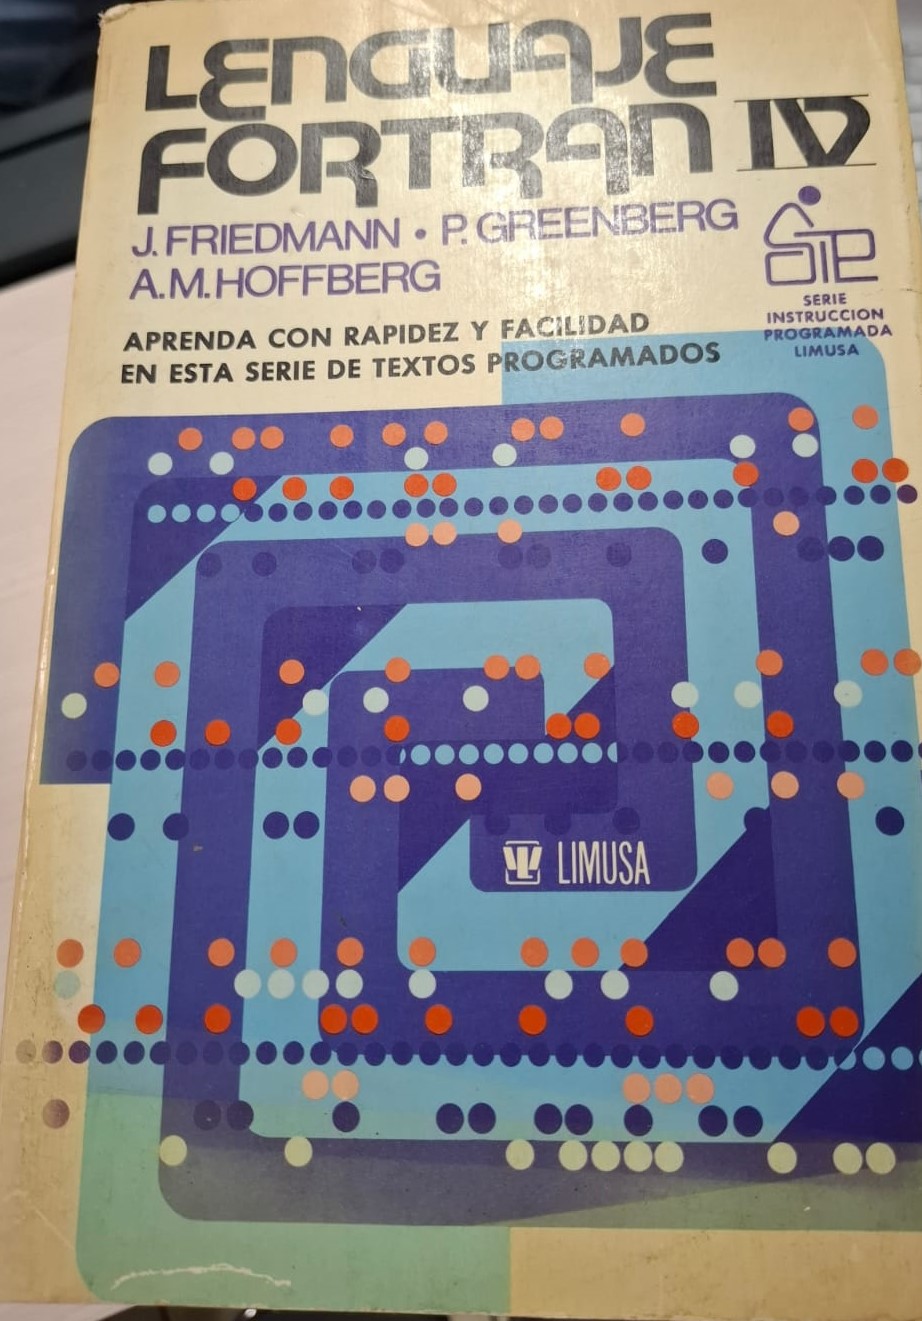 LENGUAJE
FORTRAN IV
J. FRIEDMANN • P. GREENBERG
A. M. HOFFBERG
SIP
SERIE
INSTRUCCION
PROGRAMADA
LIMUSA
APRENDA CON RAPIDEZ Y FACILIDAD
EN ESTA SERIE DE TEXTOS PROGRAMADOS
LIMUSA